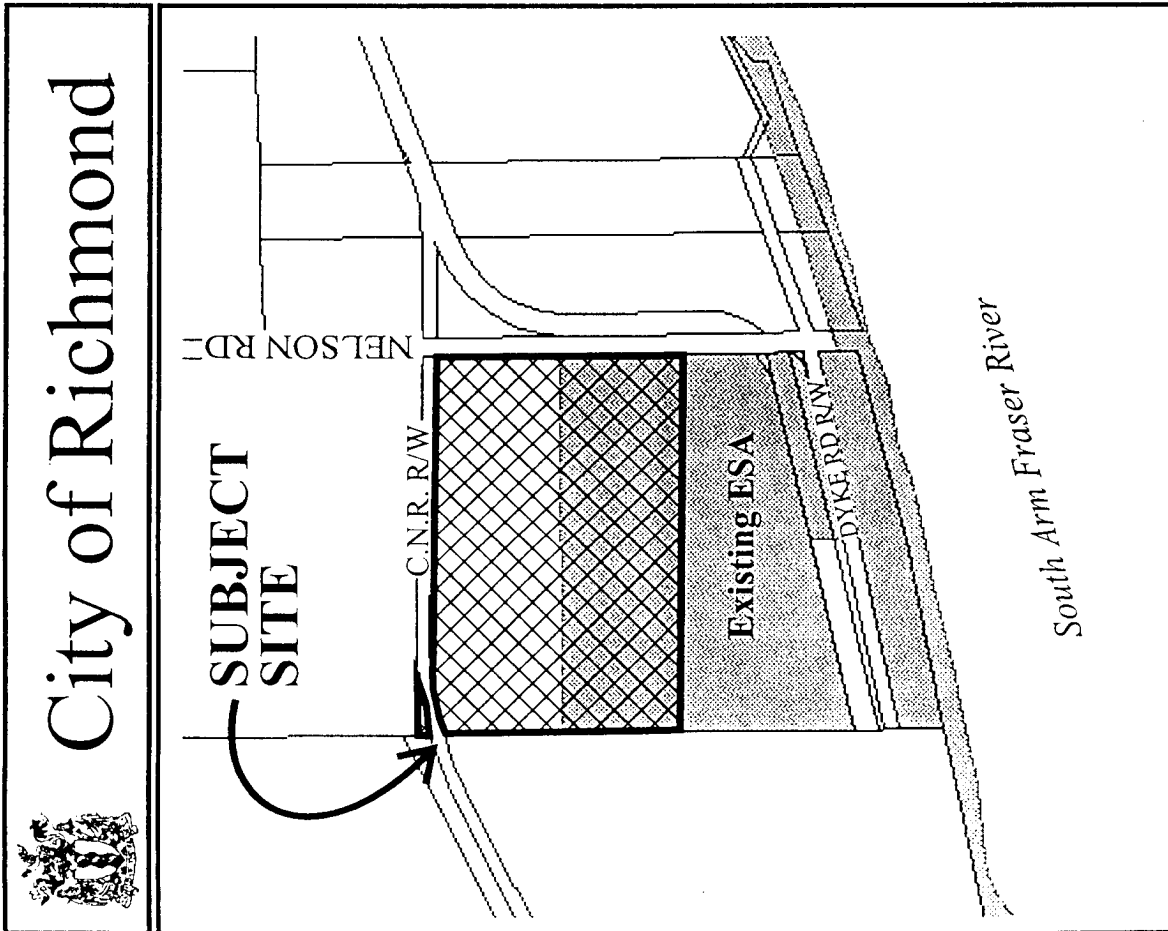 City of Richmond
SUBJECT
SITE
C.N.R. R/W
NELSON RD
Existing ESA
DYKE RD R/W
South Arm Fraser River